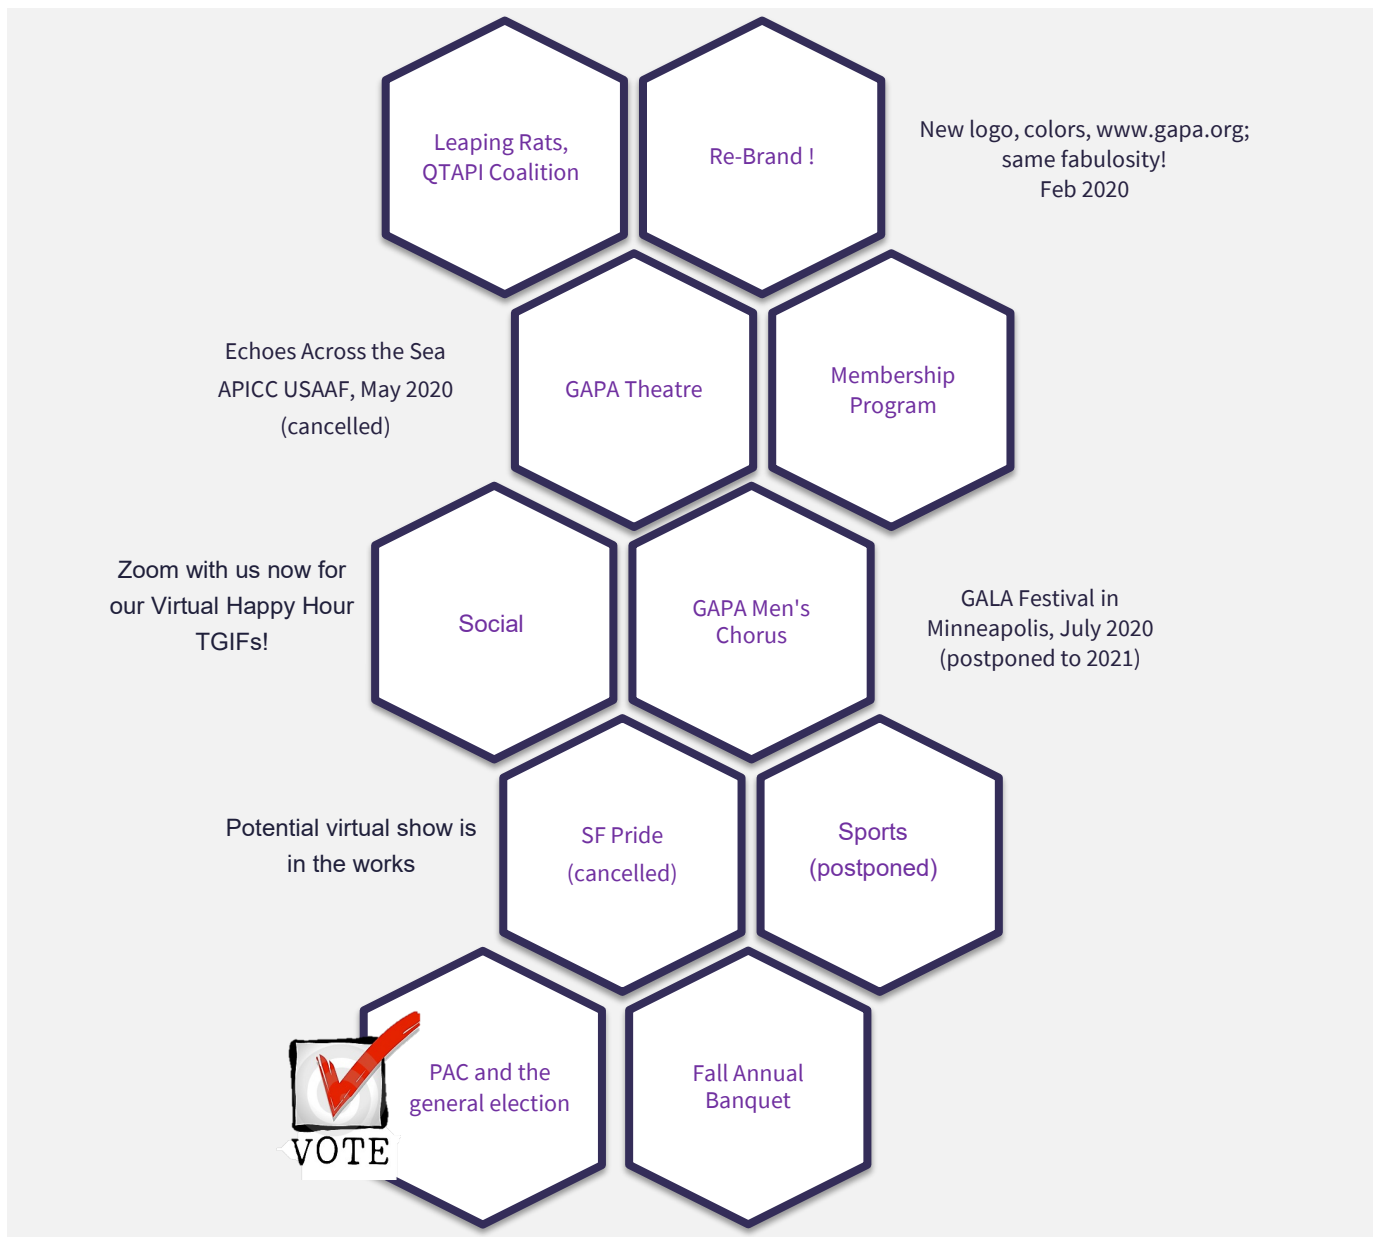 Leaping Rats,
QTAPI Coalition
Re-Brand !
New logo, colors, www.gapa.org;
same fabulosity!
Feb 2020
Echoes Across the Sea
APICC USAAF, May 2020
(cancelled)
GAPA Theatre
Membership
Program
Zoom with us now for
our Virtual Happy Hour
TGIFs!
Social
GAPA Men's
Chorus
GALA Festival in
Minneapolis, July 2020
(postponed to 2021)
Potential virtual show is
in the works
SF Pride
(cancelled)
Sports
(postponed)
VOTE
PAC and the
general election
Fall Annual
Banquet